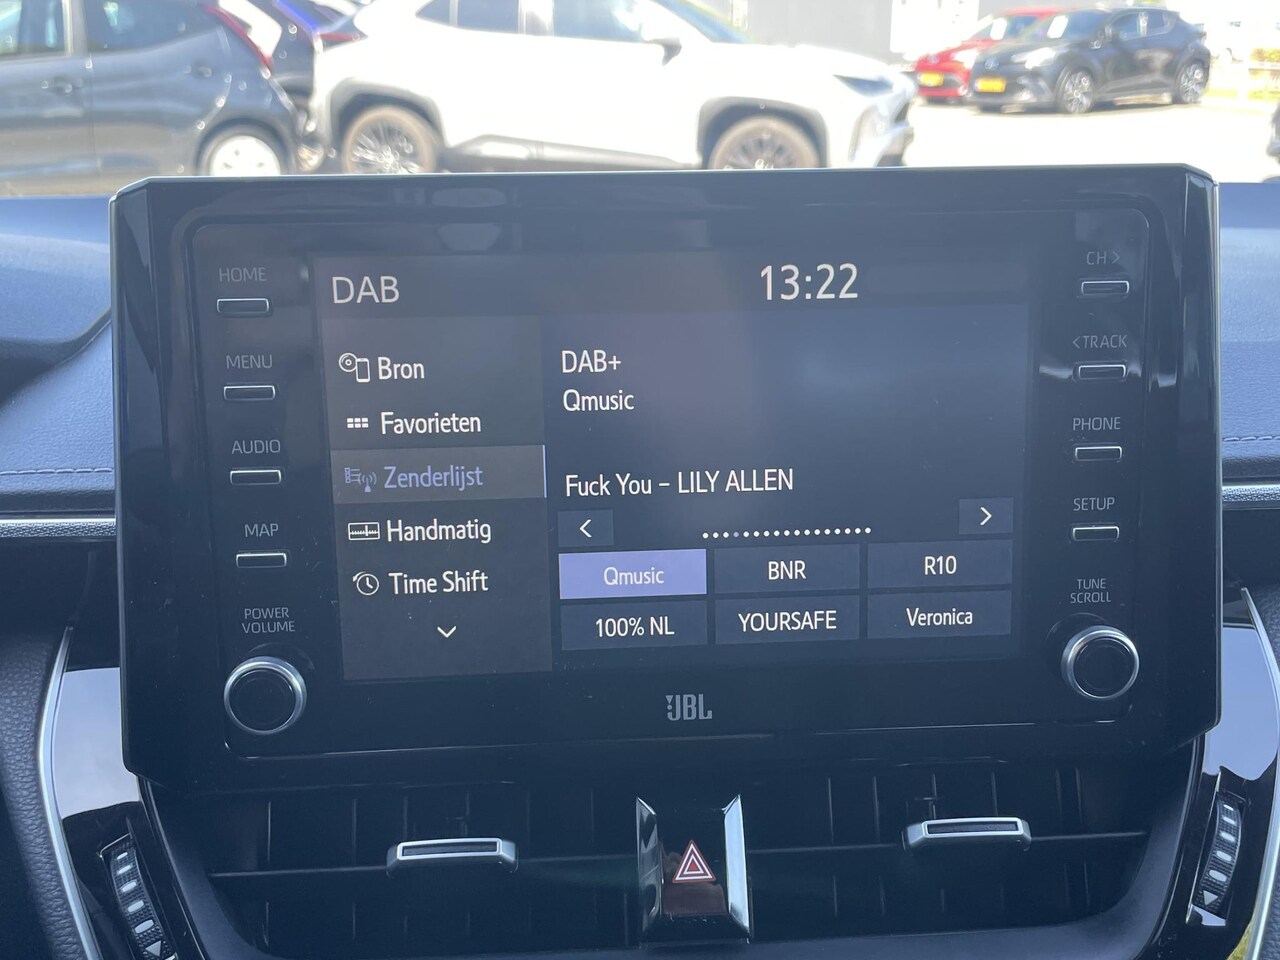 HOME
MENU
AUDIO
MAP
POWER
VOLUME
DAB
13:22
Bron
Favorieten
Zenderlijst
Handmatig
Time Shift
DAB+
Qmusic
Fuck You – LILY ALLEN
<
>
Qmusic
BNR
R10
100% NL
YOURSAFE
Veronica
CH >
< TRACK
PHONE
SETUP
TUNE
SCROLL
JBL